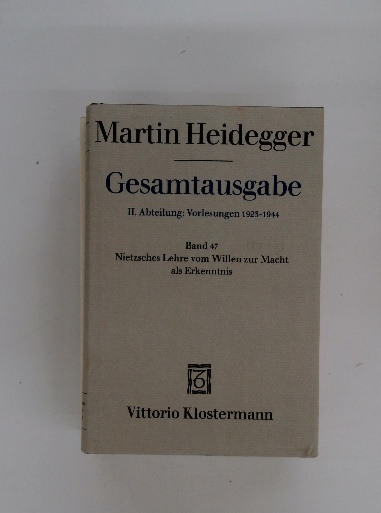 Martin Heidegger
Gesamtausgabe
II. Abteilung: Vorlesungen 1923-1944
Band 47
Nietzsches Lehre vom Willen zur Macht
als Erkenntnis
Vittorio Klostermann